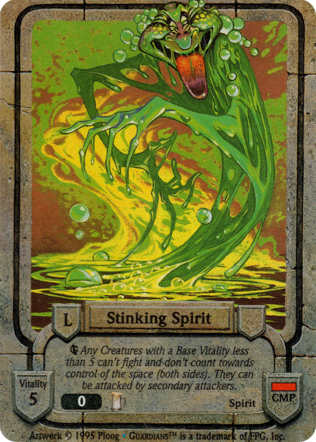 L Stinking Spirit
Any Creatures with a Base Vitality less
than 5 can't fight and don't count towards
control of the space (both sides). They can
be attacked by secondary attackers.
Vitality
5
0
Spirit
CMP
Artwork © 1995 Ploog ~ GUARDIANS™ is a trademark of FPG, Inc.